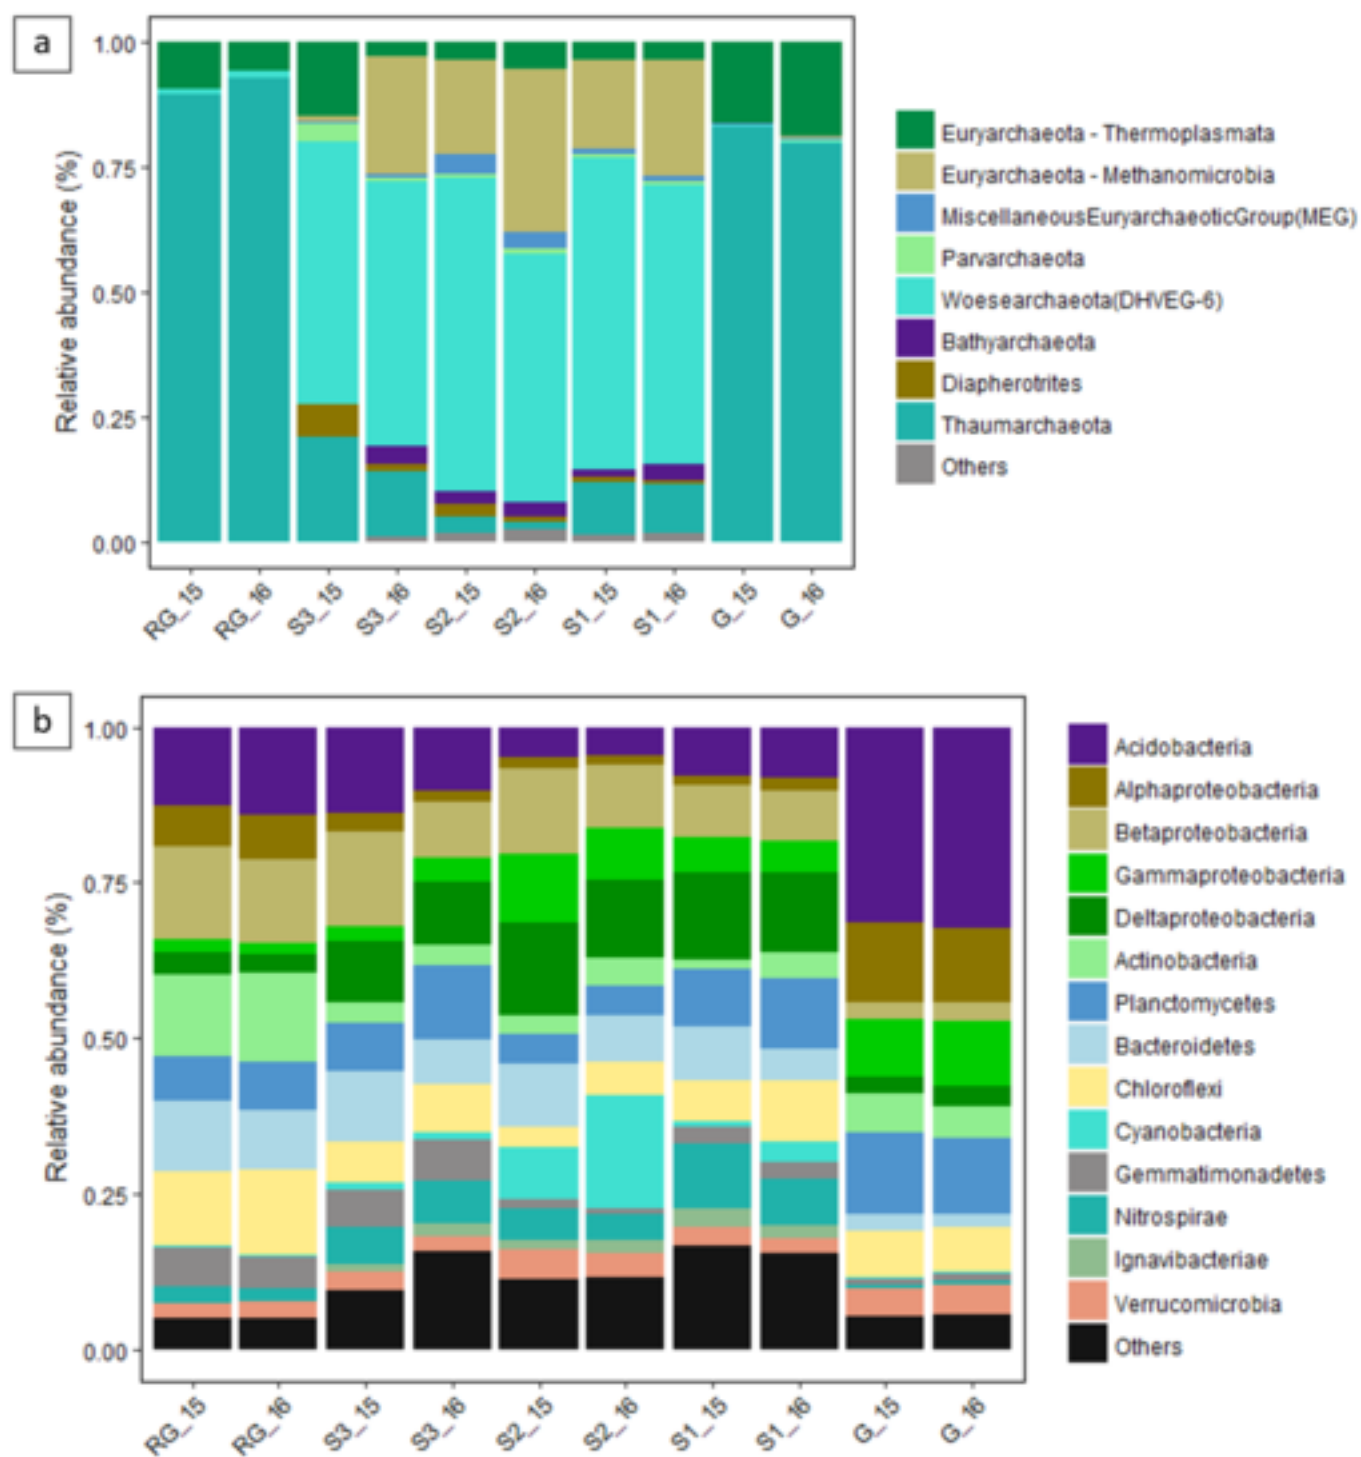 a
Relative abundance (%)
1.00
0.75
0.50
0.25
0.00
RG_15
RG_16
S3_15
S3_16
S2_15
S2_16
S1_15
S1_16
G_15
G_16
Euryarchaeota - Thermoplasmata
Euryarchaeota - Methanomicrobia
MiscellaneousEuryarchaeoticGroup(MEG)
Parvarchaeota
Woesearchaeota(DHVEG-6)
Bathyarchaeota
Diapherotrites
Thaumarchaeota
Others
b
Relative abundance (%)
1.00
0.75
0.50
0.25
0.00
RG_15
RG_16
S3_15
S3_16
S2_15
S2_16
S1_15
S1_16
G_15
G_16
Acidobacteria
Alphaproteobacteria
Betaproteobacteria
Gammaproteobacteria
Deltaproteobacteria
Actinobacteria
Planctomycetes
Bacteroidetes
Chloroflexi
Cyanobacteria
Gemmatimonadetes
Nitrospirae
Ignavibacteriae
Verrucomicrobia
Others